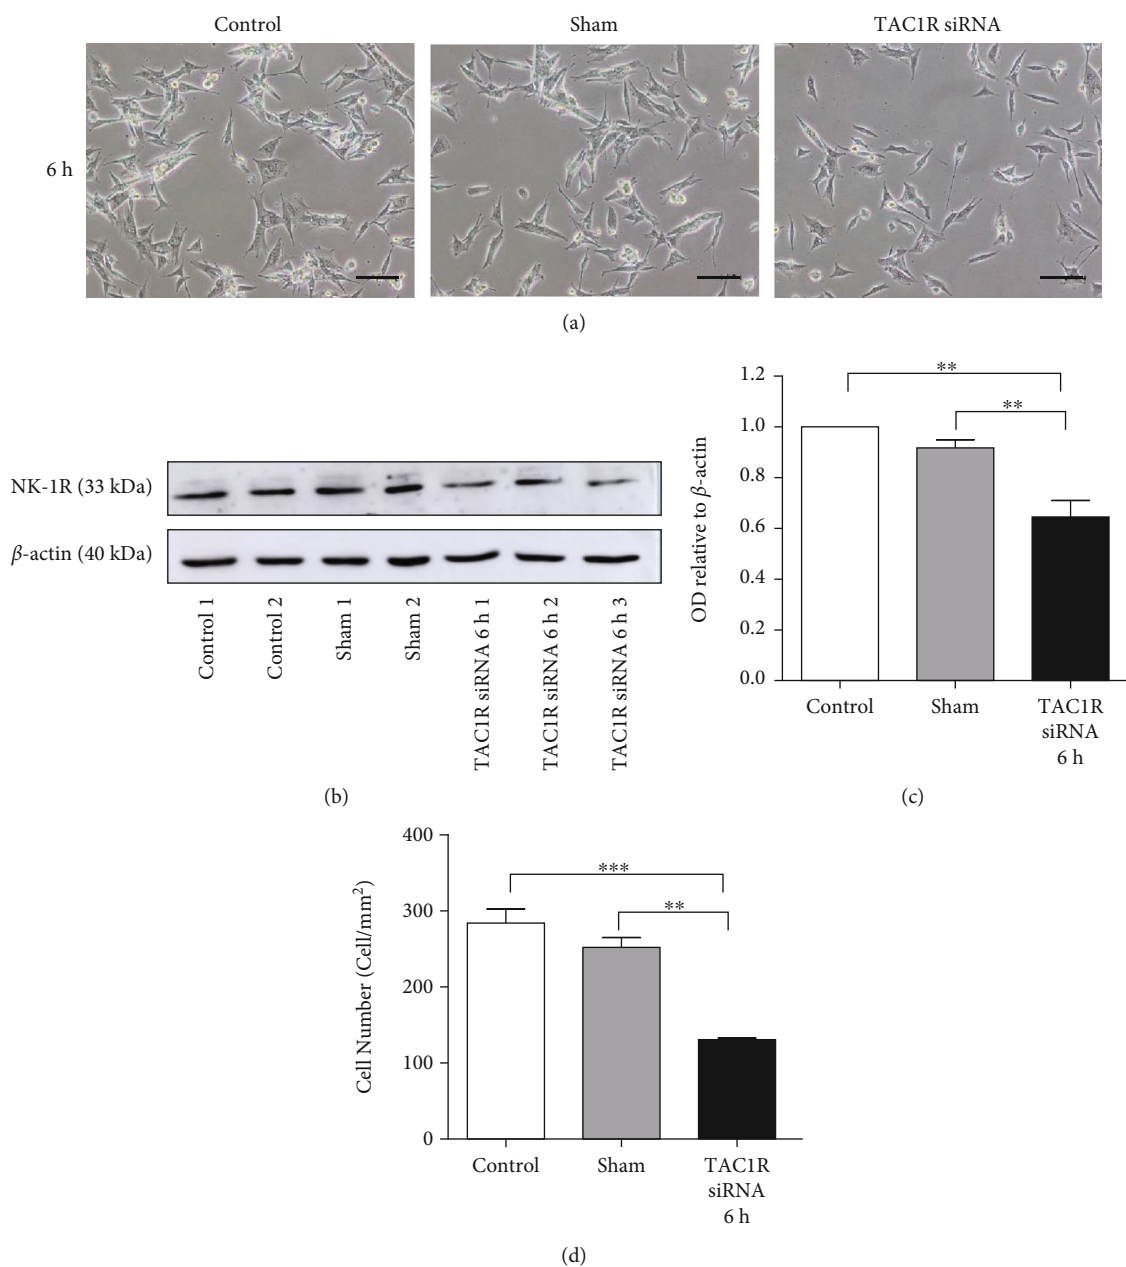 Control Sham TAC1R siRNA
6 h
(a)
NK-1R (33 kDa)
β-actin (40 kDa)
Control 1
Control 2
Sham 1
Sham 2
TAC1R siRNA 6 h 1
TAC1R siRNA 6 h 2
TAC1R siRNA 6 h 3
(b)
OD relative to β-actin
1.2
1.0
0.8
0.6
0.4
0.2
0.0
**
**
Control Sham TAC1R
siRNA
6 h
(c)
Cell Number (Cell/mm²)
400
300
200
100
0
***
**
Control Sham TAC1R
siRNA
6 h
(d)